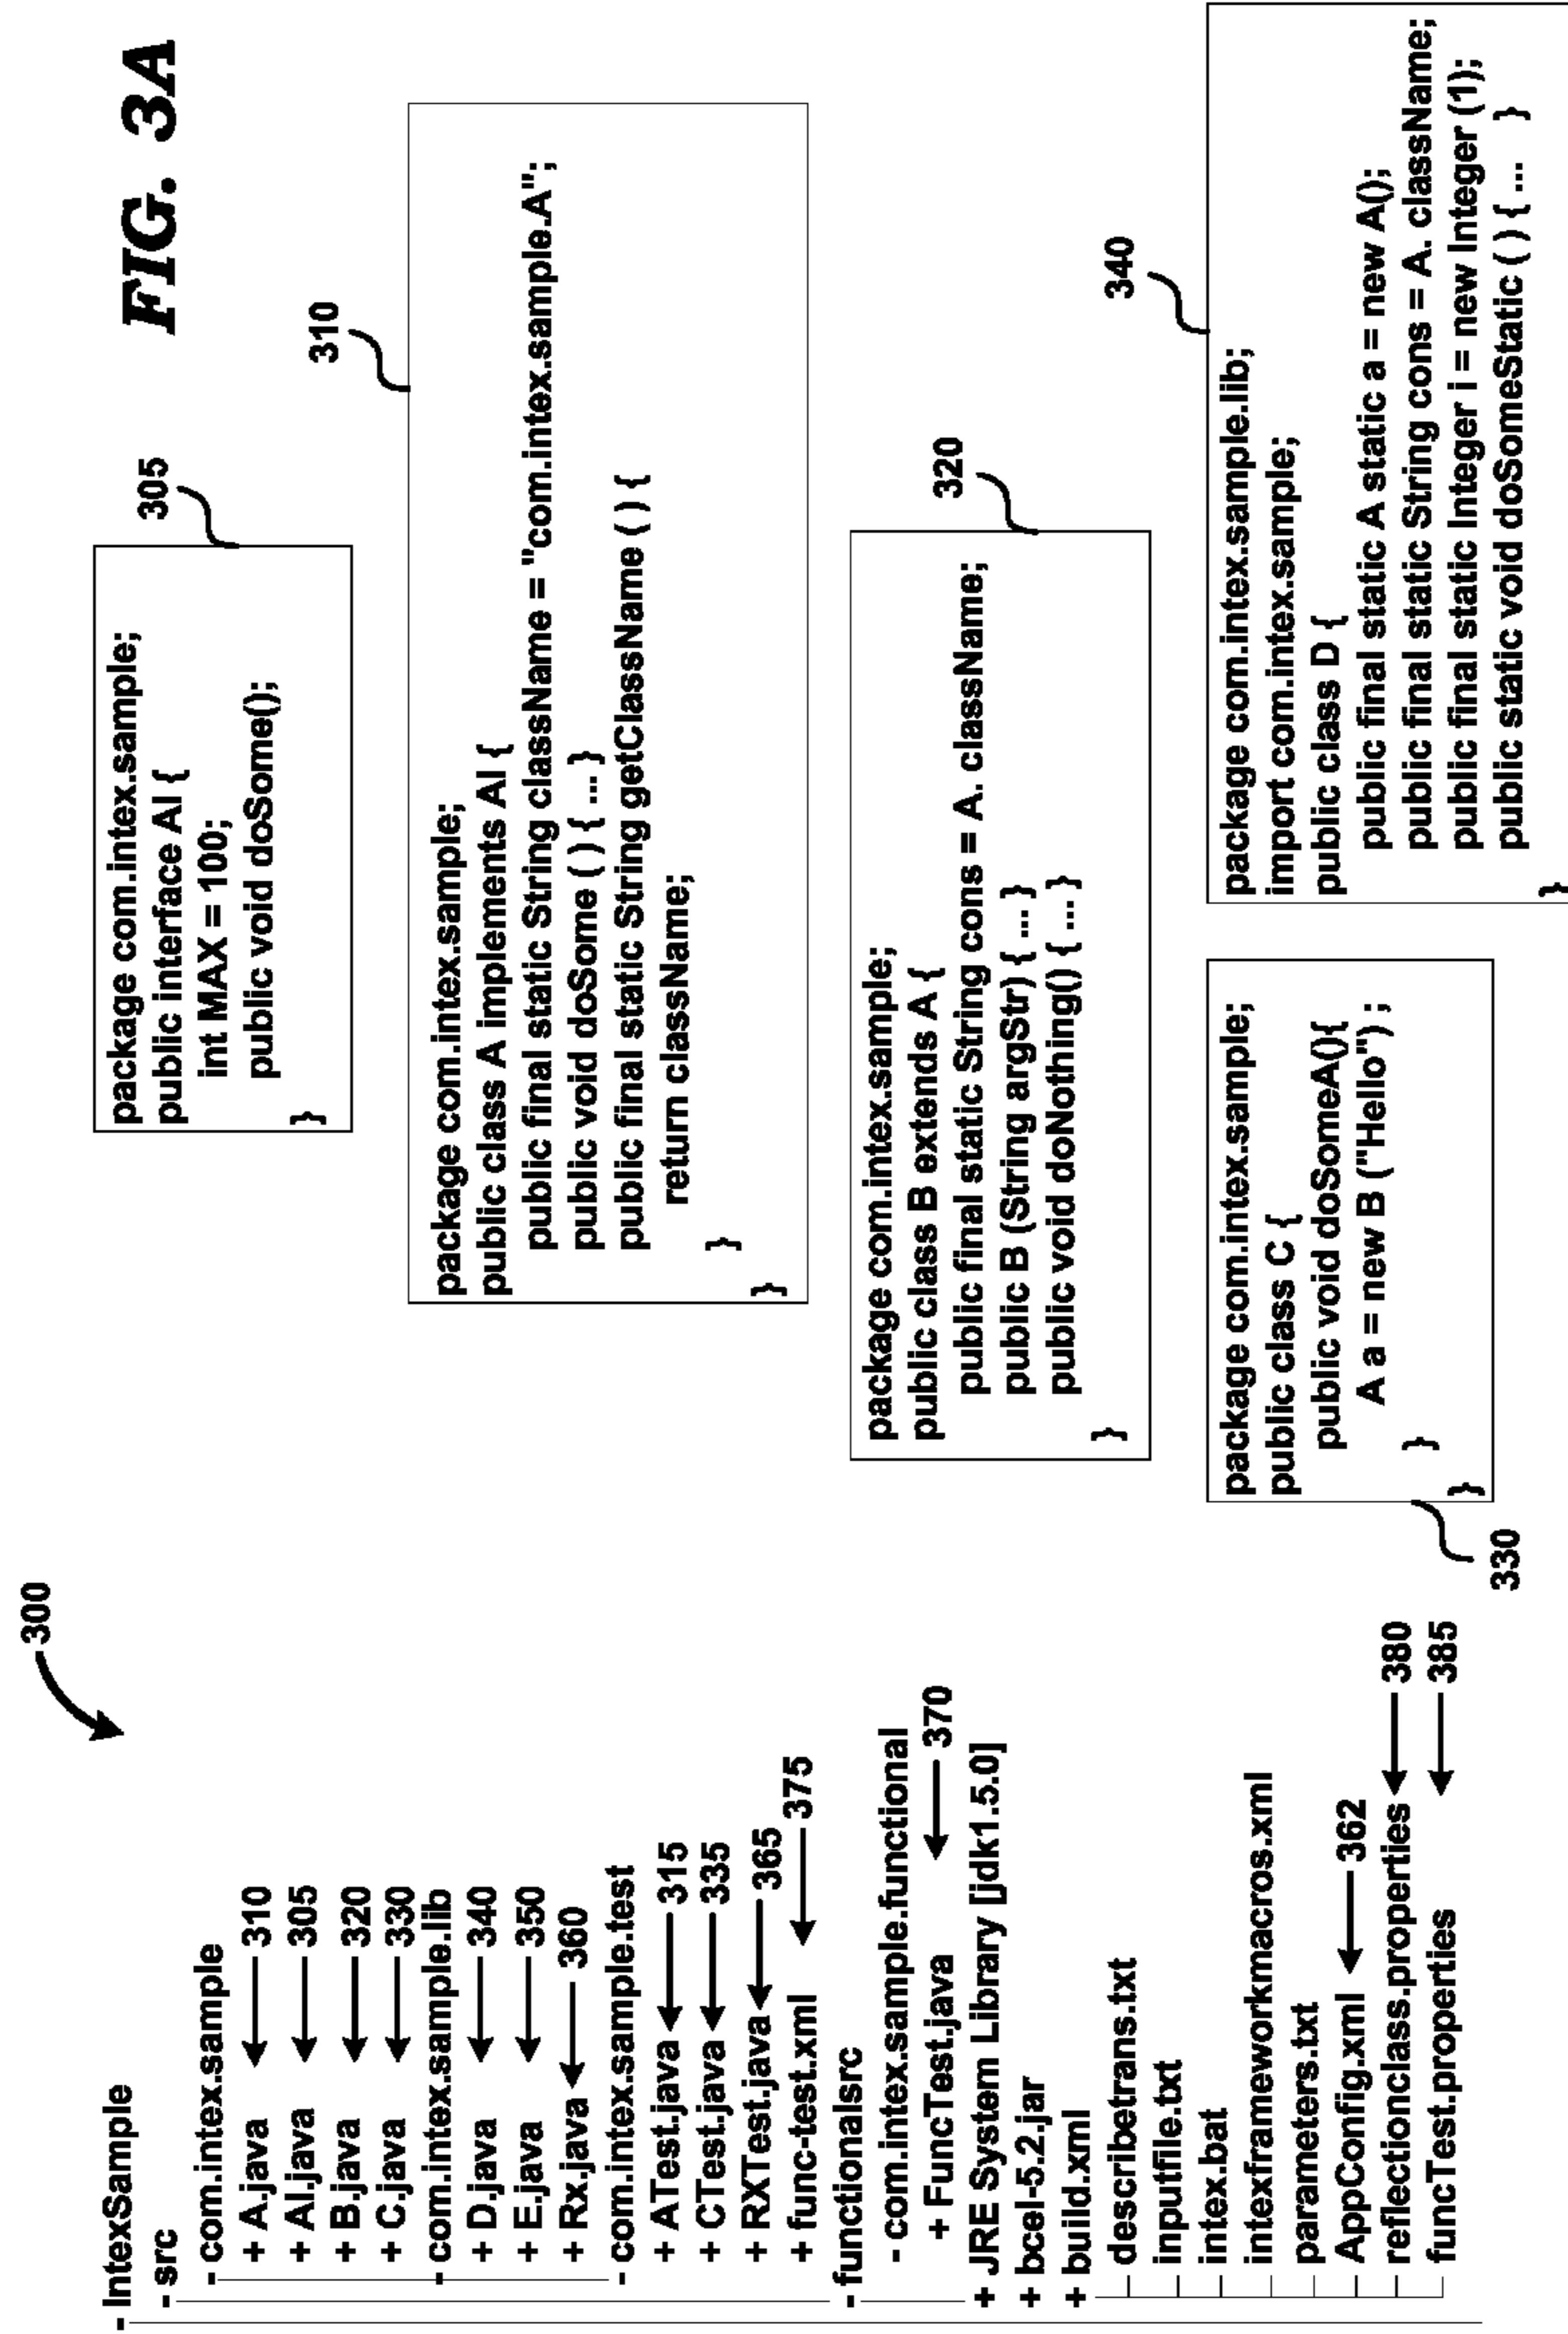 FIG. 3A
300
- IntexSample
- src
- com.intex.sample
+ A.java 310
+ AI.java 305
+ B.java 320
+ C.java 330
- com.intex.sample.lib
+ D.java 340
+ E.java 350
+ Rx.java 360
- com.intex.sample.test
+ ATest.java 315
+ CTest.java 335
+ RXTest.java 365
+ func-test.xml 375
- functionalsrc
- com.intex.sample.functional
+ FuncTest.java 370
+ JRE System Library [jdk1.5.0]
+ bcel-5.2.jar
+ build.xml
describetrans.txt
inputfile.txt
intex.bat
intexframeworkmacros.xml
parameters.txt
AppConfig.xml 362
reflectionclass.properties 380
funcTest.properties 385
305
package com.intex.sample;
public interface AI {
int MAX = 100;
public void doSome();
}
310
package com.intex.sample;
public class A implements AI {
public final static String className = "com.intex.sample.A";
public void doSome ( ) { ... }
public final static String getClassName ( ) {
return className;
}
}
320
package com.intex.sample;
public class B extends A {
public final static String cons = A. className;
public B (String argStr) { ... }
public void doNothing() { ... }
}
330
package com.intex.sample;
public class C {
public void doSomeA(){
A a = new B ("Hello") ;
}
}
340
package com.intex.sample.lib;
import com.intex.sample;
public class D {
public final static A static a = new A();
public final static String cons = A. className;
public final static Integer i = new Integer (1);
public static void doSomeStatic ( ) { ... }
}